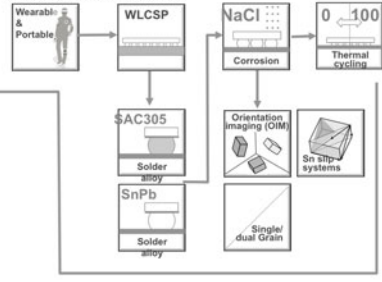 Wearable
&
Portable
WLCSP
NaCl
Corrosion
0 100
Thermal
cycling
SAC305
Solder
alloy
SnPb
Solder
alloy
Orientation
imaging (OIM)
Sn slip
systems
Single/
dual Grain